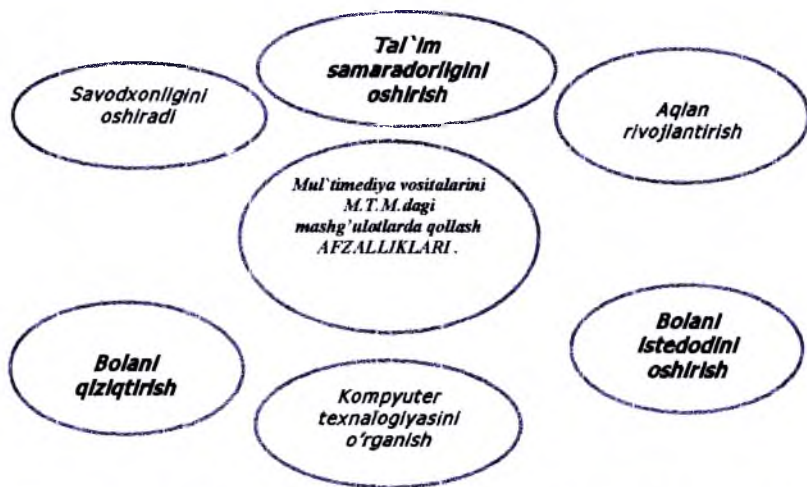 Tal`im
samaradorligini
oshirish
Savodxonligini
oshiradi
Aqlan
rivojlantirish
Mul`timediya vositalarini
M.T.M.dagi
mashg'ulotlarda qollash
AFZALLIKLARI .
Bolani
qiziqtirish
Bolani
istedodini
oshirish
Kompyuter
texnalogiyasini
o'rganish